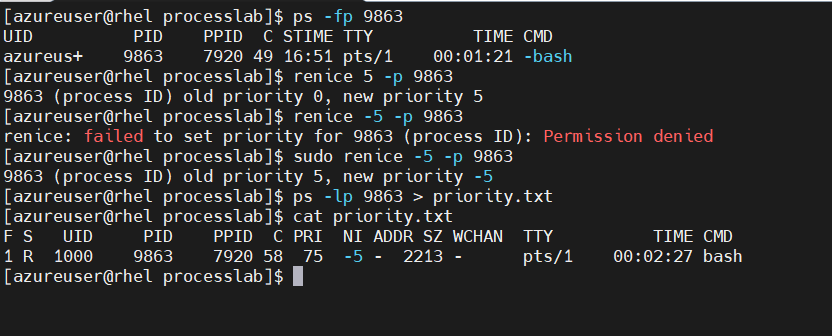 [azureuser@rhel processlab]$ ps -fp 9863
UID          PID    PPID  C STIME TTY          TIME CMD
azureus+    9863    7920 49 16:51 pts/1    00:01:21 -bash
[azureuser@rhel processlab]$ renice 5 -p 9863
9863 (process ID) old priority 0, new priority 5
[azureuser@rhel processlab]$ renice -5 -p 9863
renice: failed to set priority for 9863 (process ID): Permission denied
[azureuser@rhel processlab]$ sudo renice -5 -p 9863
9863 (process ID) old priority 5, new priority -5
[azureuser@rhel processlab]$ ps -lp 9863 > priority.txt
[azureuser@rhel processlab]$ cat priority.txt
F S   UID     PID    PPID  C PRI  NI ADDR SZ WCHAN  TTY          TIME CMD
1 R  1000    9863    7920 58  75  -5 -  2213 -      pts/1    00:02:27 bash
[azureuser@rhel processlab]$